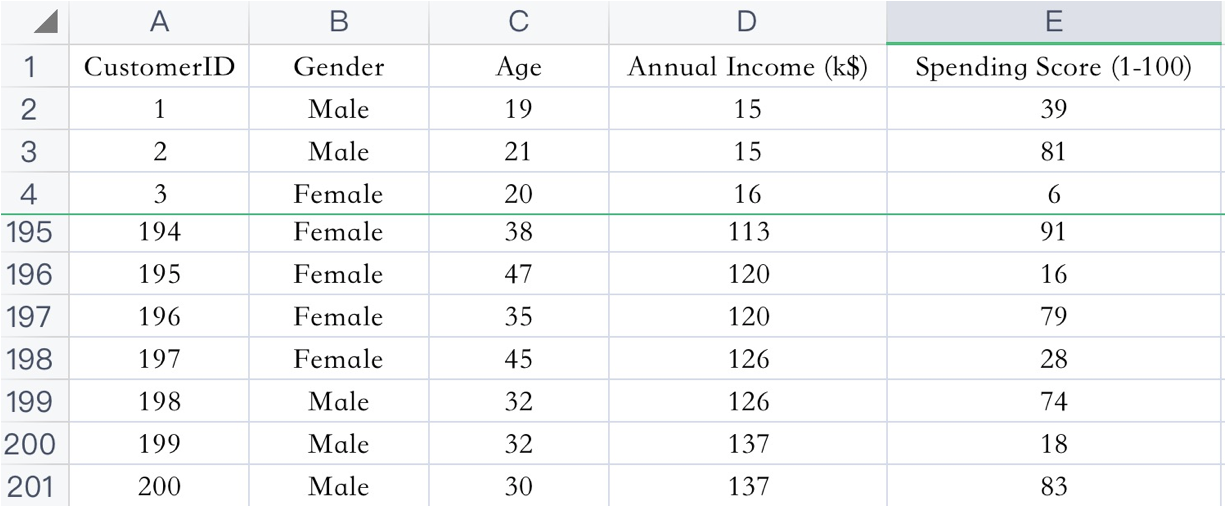 A B C D E
1 CustomerID Gender Age Annual Income (k$) Spending Score (1-100)
2 1 Male 19 15 39
3 2 Male 21 15 81
4 3 Female 20 16 6
195 194 Female 38 113 91
196 195 Female 47 120 16
197 196 Female 35 120 79
198 197 Female 45 126 28
199 198 Male 32 126 74
200 199 Male 32 137 18
201 200 Male 30 137 83